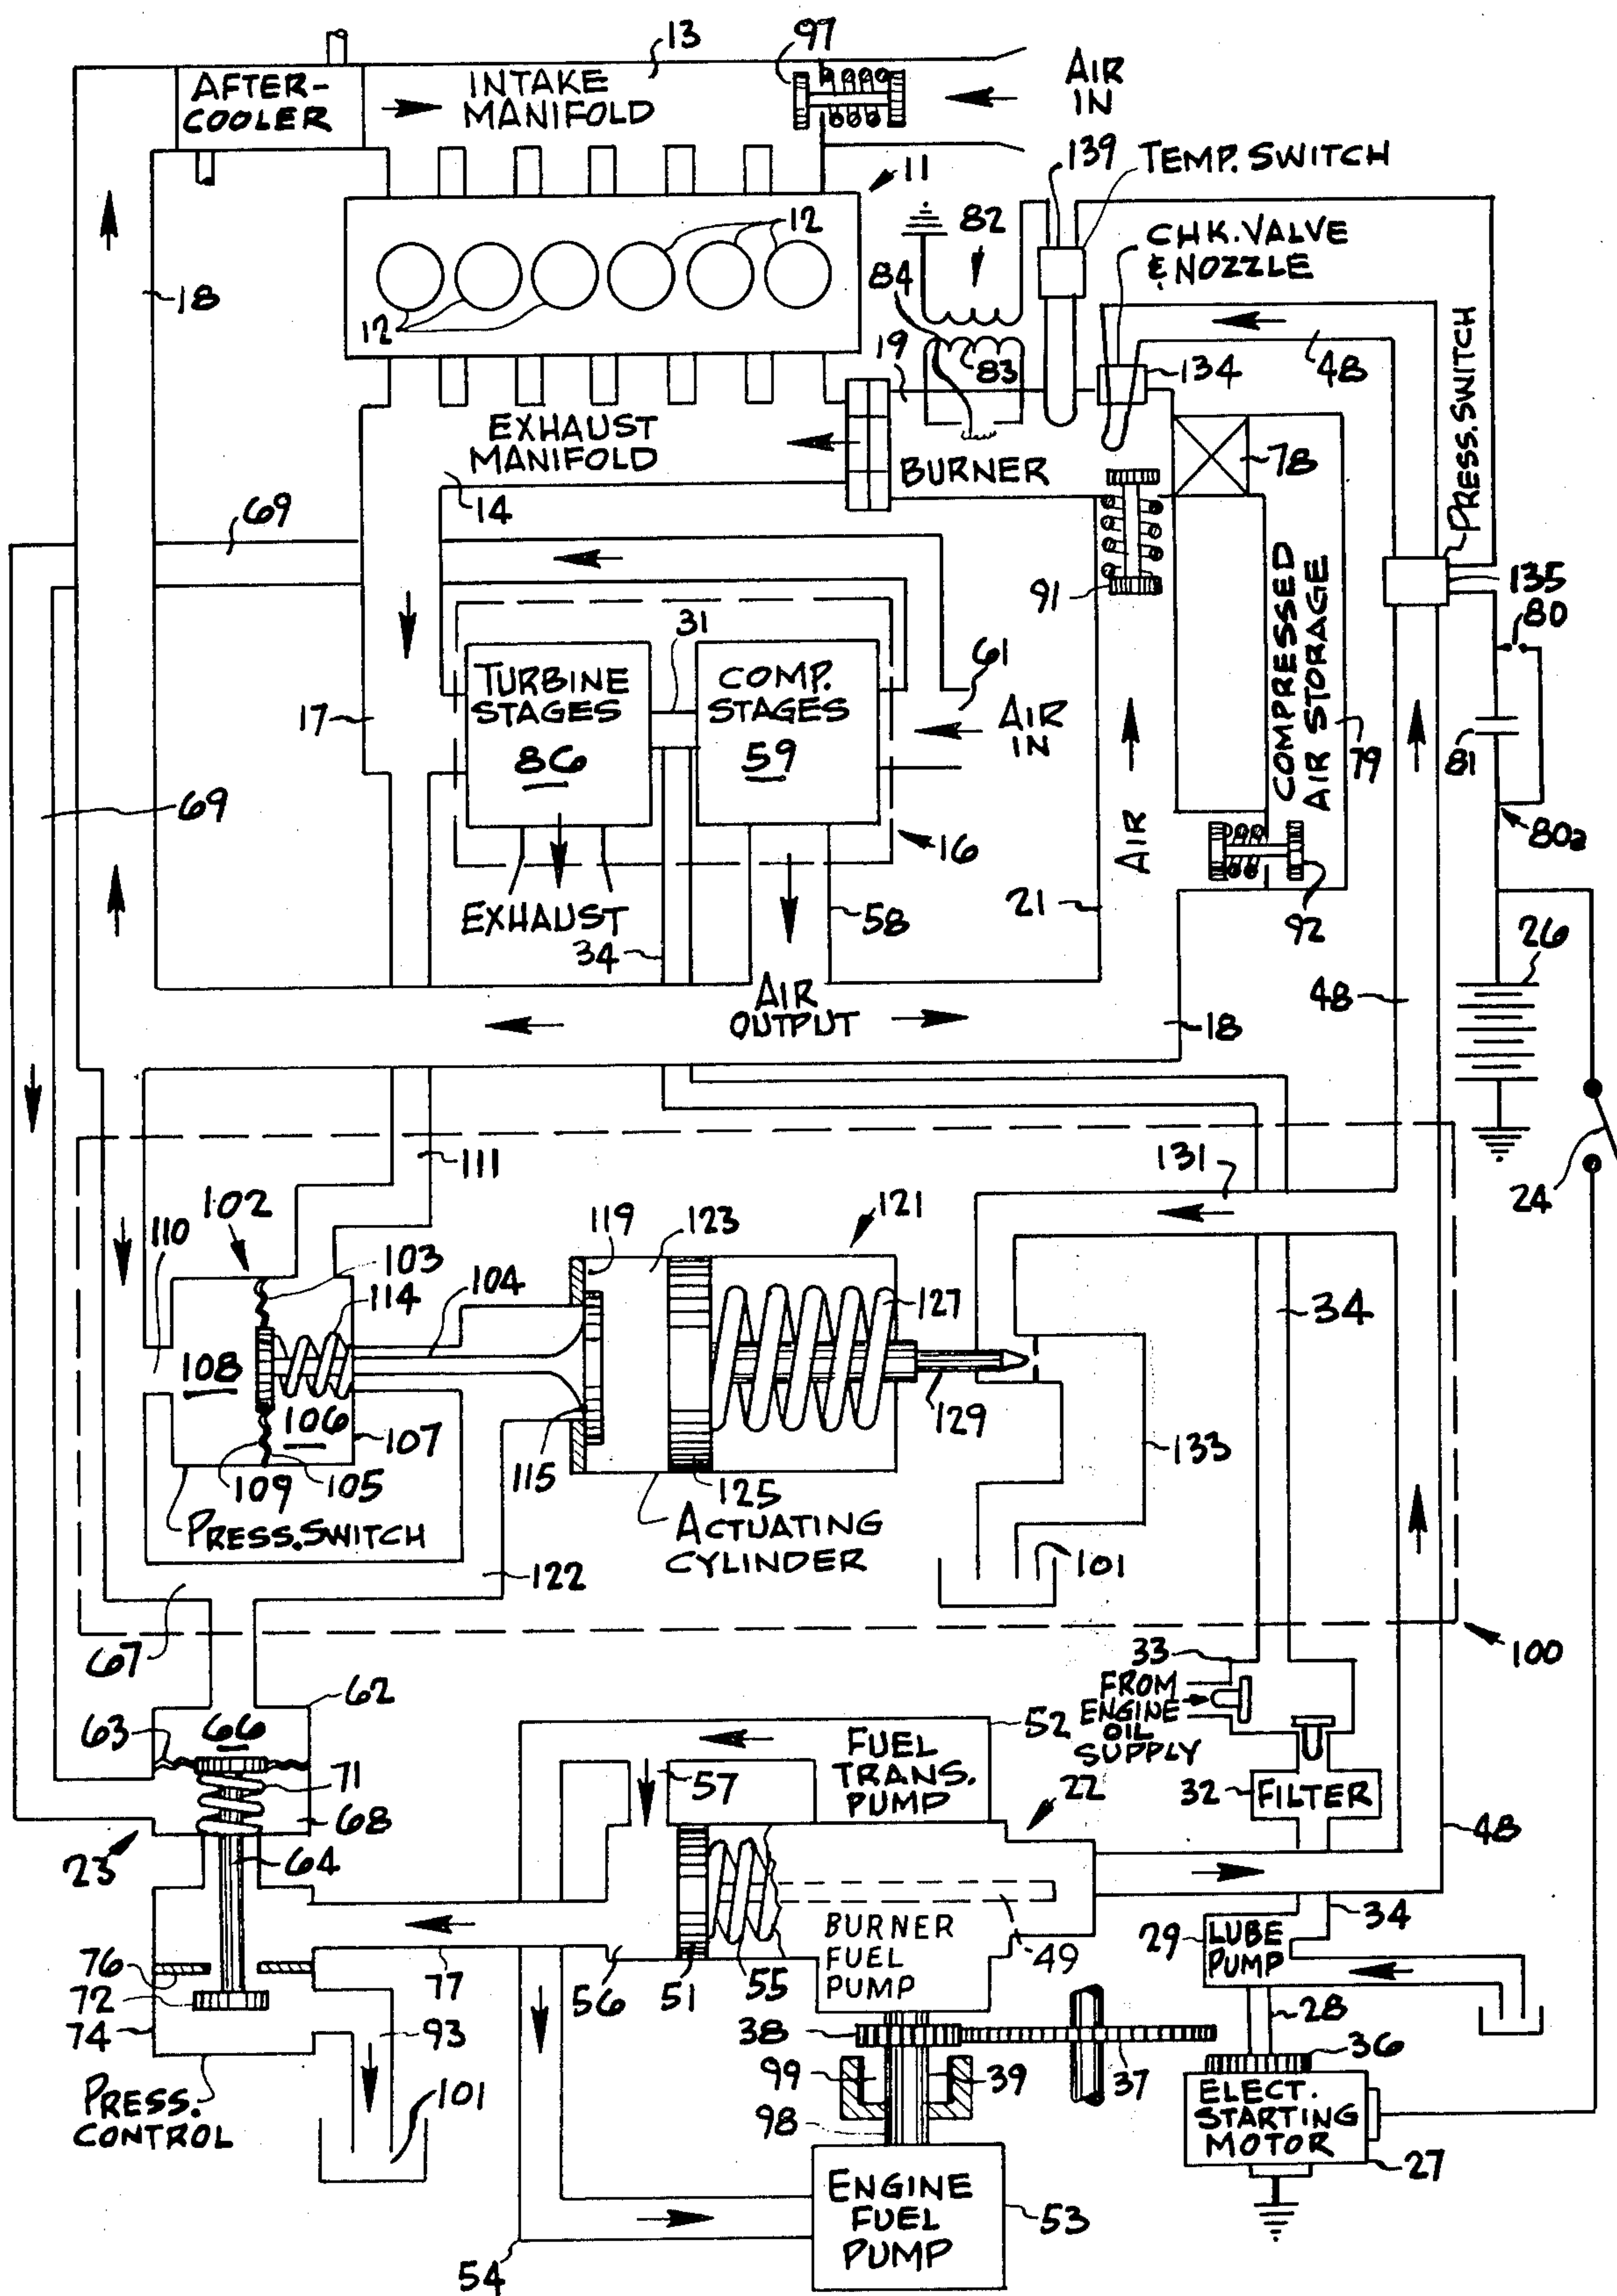 13
97
AFTER-
COOLER
INTAKE
MANIFOLD
AIR
IN
139
TEMP. SWITCH
11
12
82
CHK. VALVE
& NOZZLE
84
18
12
19
83
134
48
PRESS. SWITCH
EXHAUST
MANIFOLD
BURNER
78
14
69
91
COMPRESSED
AIR STORAGE
135
80
31
61
TURBINE
STAGES
86
COMP.
STAGES
59
AIR
IN
17
79
81
69
16
AIR
80a
EXHAUST
58
21
92
34
26
AIR
OUTPUT
18
48
111
131
24
102
119
123
121
110
103
114
104
127
34
108
106
107
129
133
109
105
115
125
PRESS. SWITCH
ACTUATING
CYLINDER
122
101
67
100
33
62
FROM
ENGINE
OIL
SUPPLY
63
66
52
FUEL
TRANS.
PUMP
71
57
22
32
FILTER
68
48
23
64
BURNER
FUEL
PUMP
49
34
29
LUBE
PUMP
76
77
56
51
55
72
28
74
93
38
36
99
39
37
PRESS.
CONTROL
101
98
ELECT.
STARTING
MOTOR
27
ENGINE
FUEL
PUMP
53
54